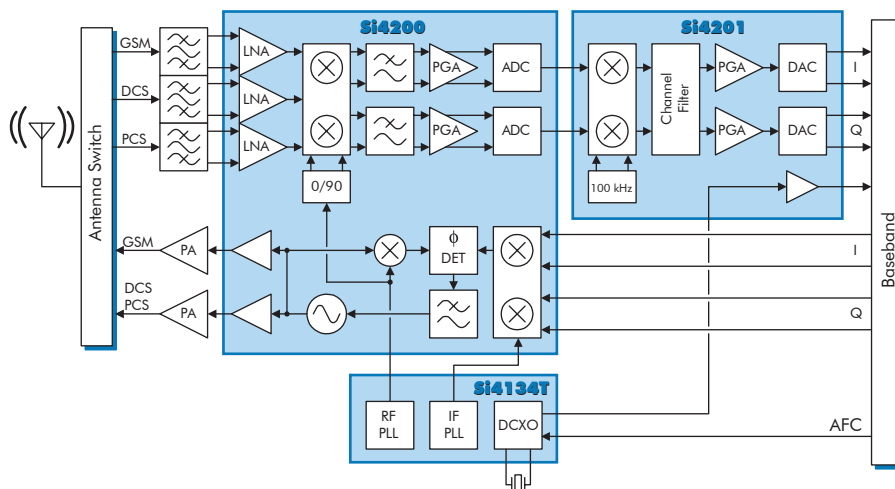 Si4200
Si4201
GSM
LNA
PGA
ADC
PGA
DAC
I
DCS
LNA
Channel
Filter
PCS
LNA
PGA
ADC
PGA
DAC
Q
0/90
100 kHz
Antenna Switch
Baseband
GSM
PA
ϕ
DET
I
DCS
PCS
PA
Q
Si4134T
RF
PLL
IF
PLL
DCXO
AFC